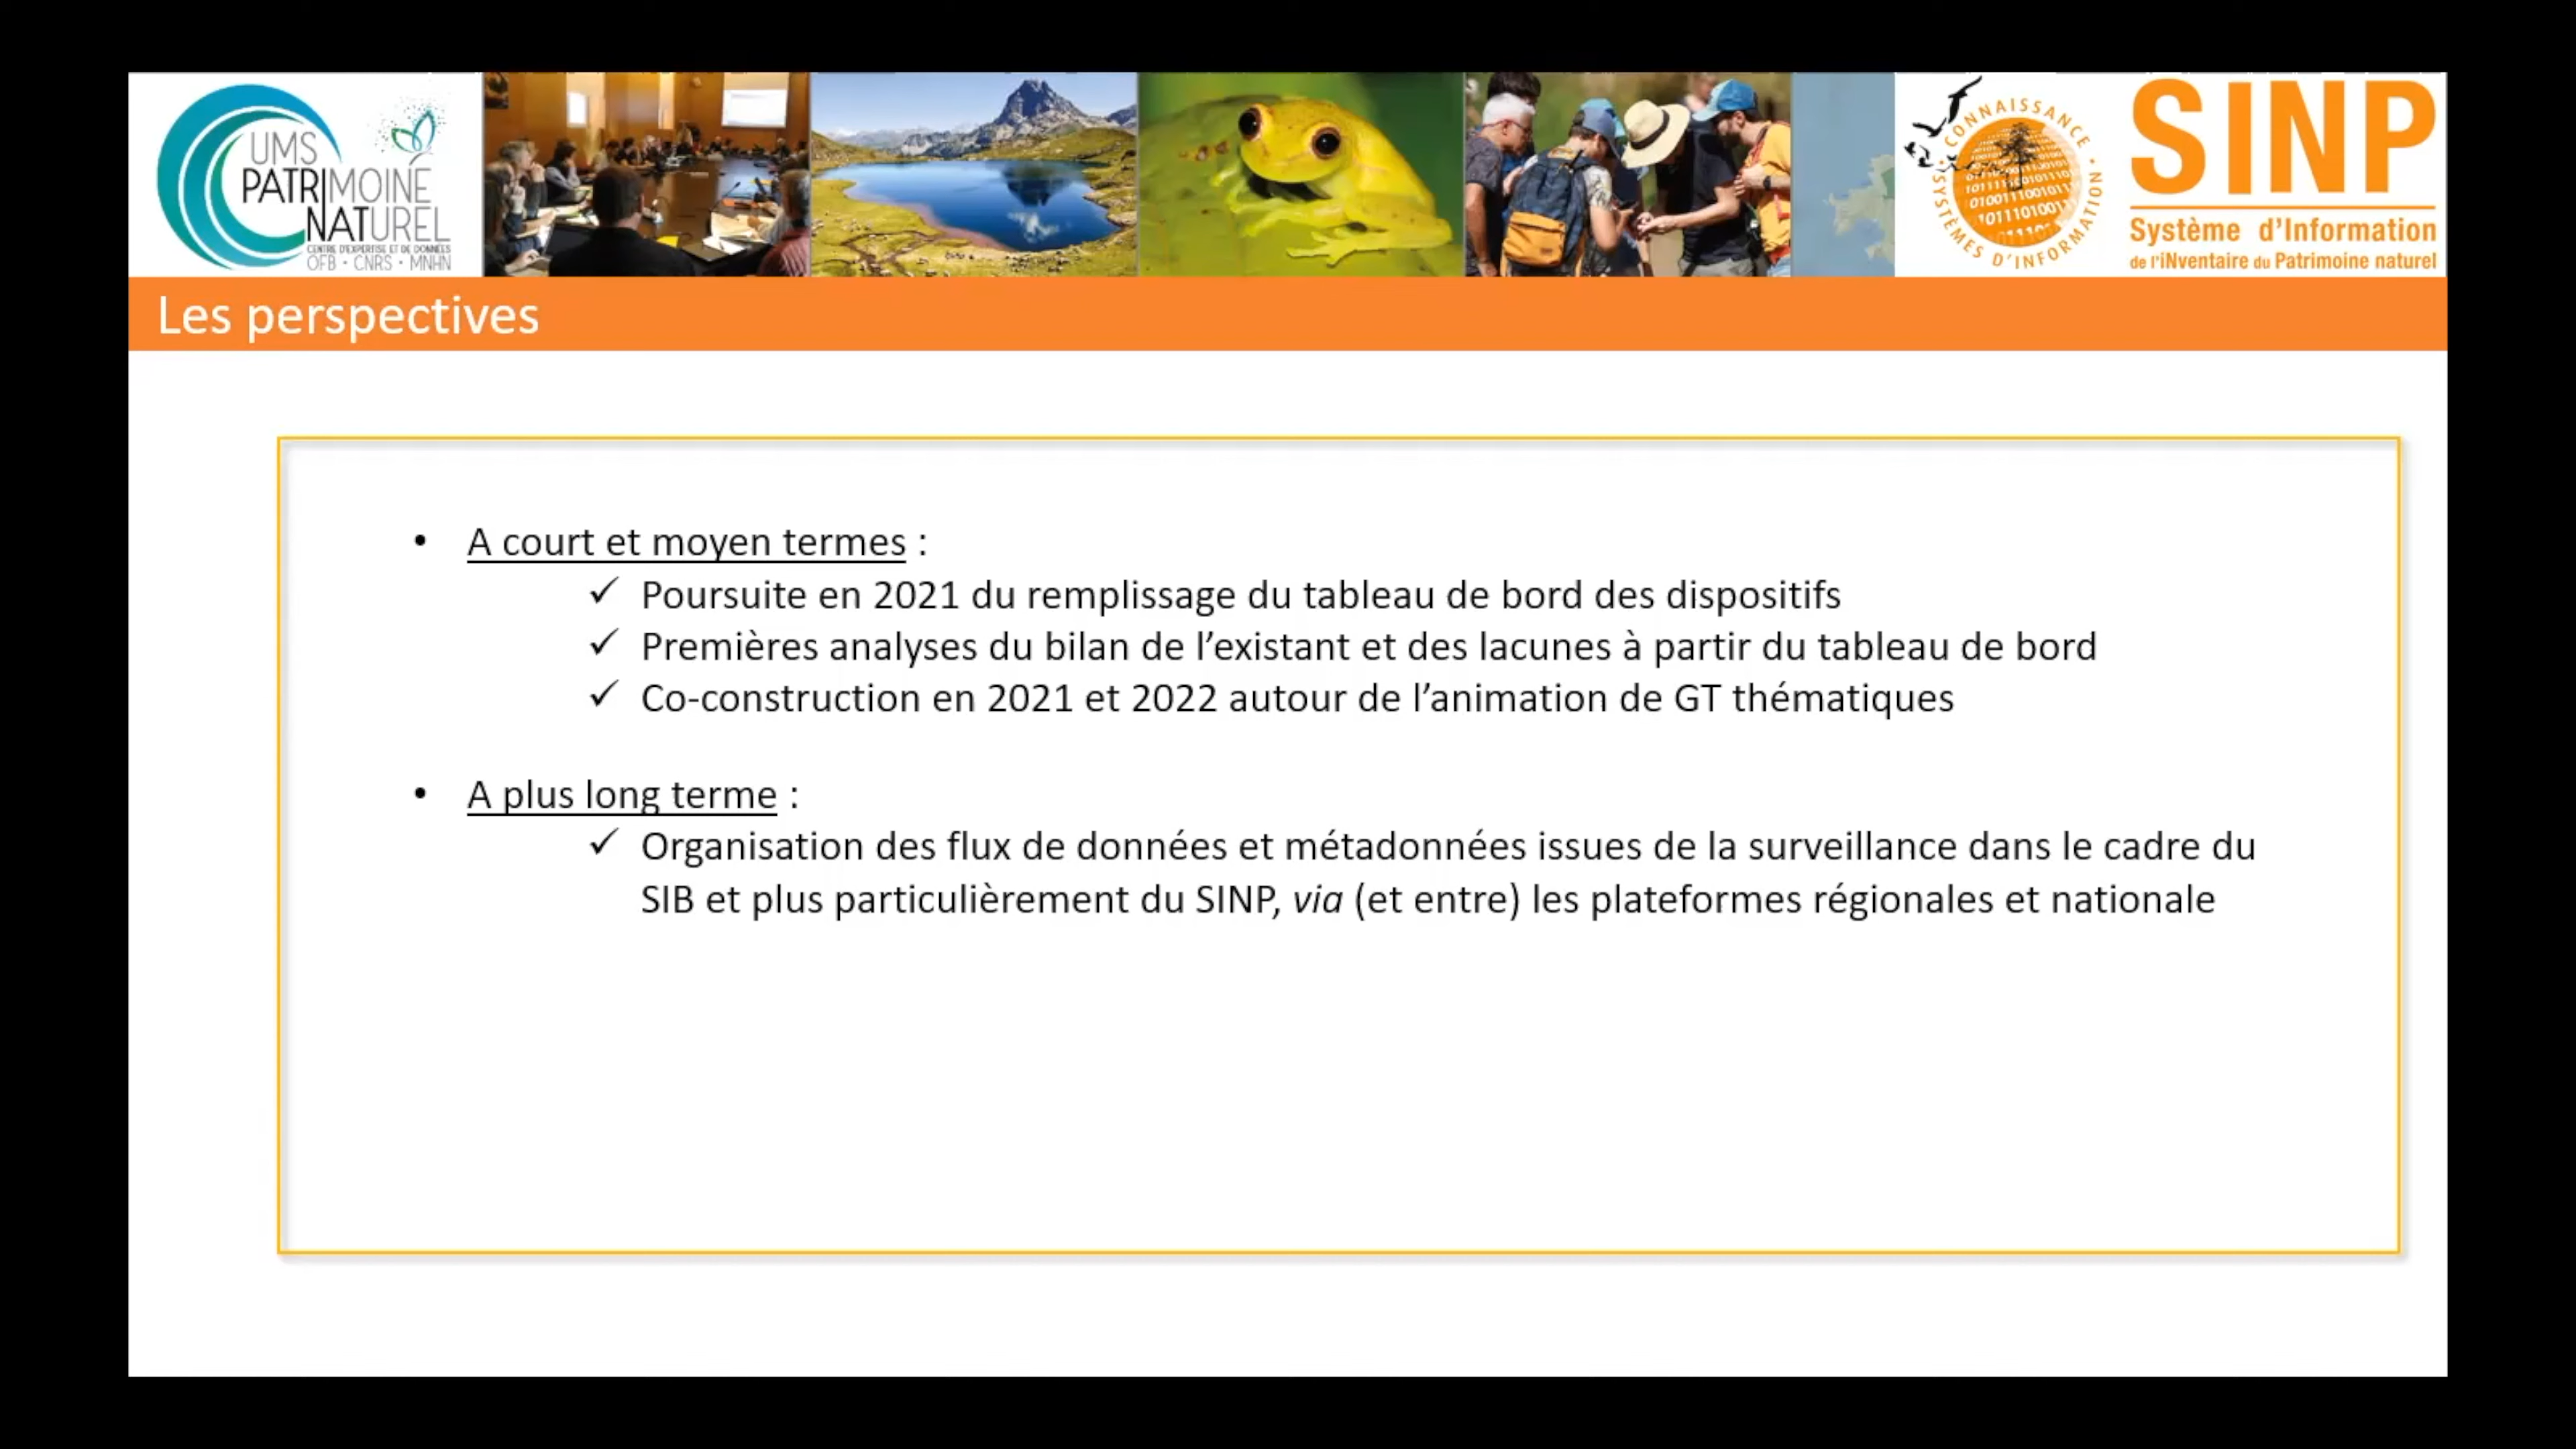 UMS
PATRIMOINE
NATUREL
CENTRE D'EXPERTISE ET DE DONNÉES
OFB • CNRS • MNHN
CONNAISSANCE • SYSTÈMES D'INFORMATION •
SINP
Système d'Information
de l'iNventaire du Patrimoine naturel
Les perspectives
• A court et moyen termes :
✓ Poursuite en 2021 du remplissage du tableau de bord des dispositifs
✓ Premières analyses du bilan de l'existant et des lacunes à partir du tableau de bord
✓ Co-construction en 2021 et 2022 autour de l'animation de GT thématiques
• A plus long terme :
✓ Organisation des flux de données et métadonnées issues de la surveillance dans le cadre du
SIB et plus particulièrement du SINP, via (et entre) les plateformes régionales et nationale